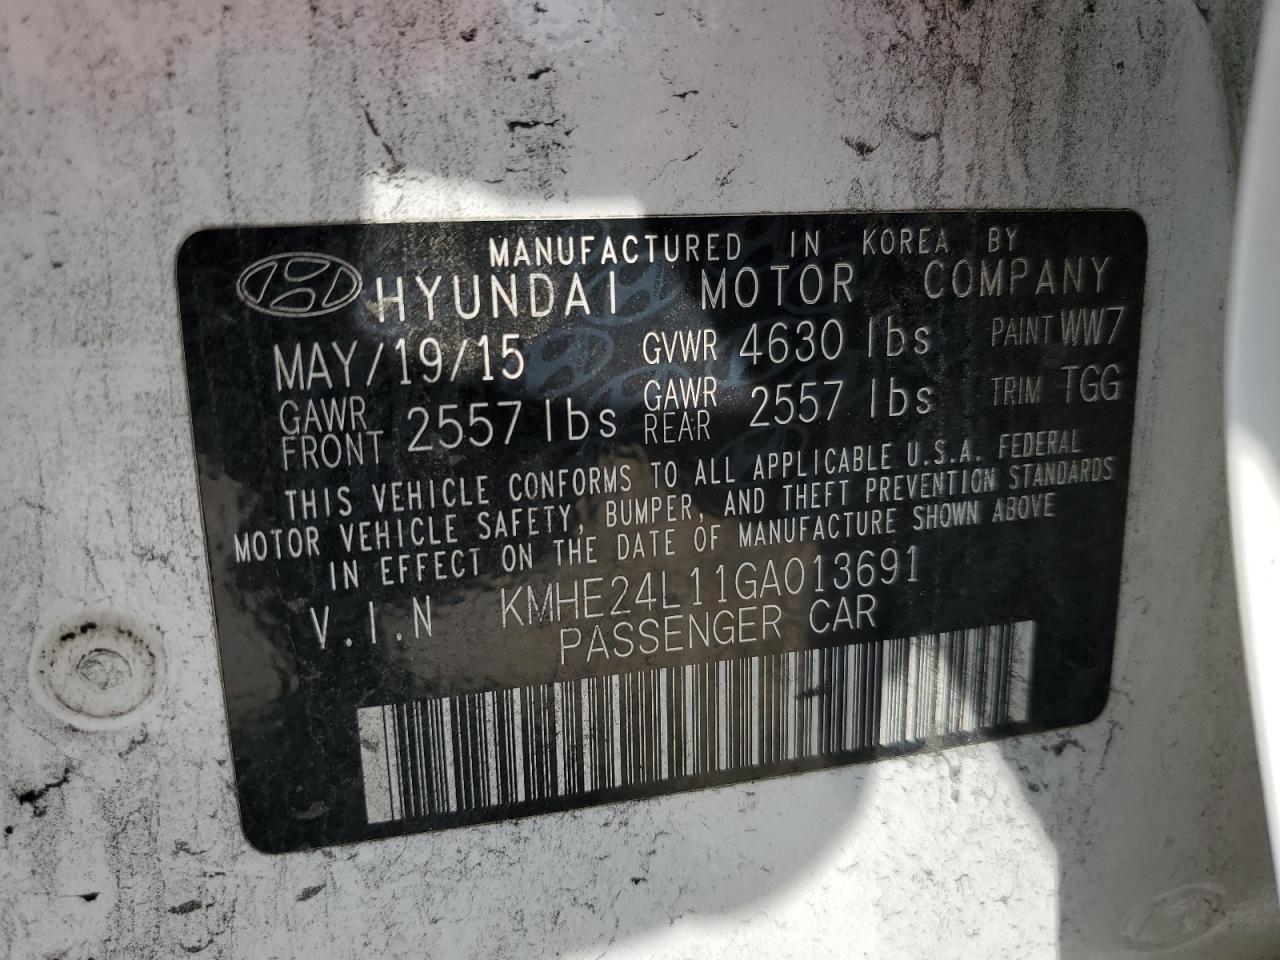 MANUFACTURED IN KOREA BY
HYUNDAI MOTOR COMPANY
MAY/19/15 GVWR 4630 lbs PAINT WW7
GAWR FRONT 2557 lbs GAWR REAR 2557 lbs TRIM TGG
THIS VEHICLE CONFORMS TO ALL APPLICABLE U.S.A. FEDERAL
MOTOR VEHICLE SAFETY, BUMPER, AND THEFT PREVENTION STANDARDS
IN EFFECT ON THE DATE OF MANUFACTURE SHOWN ABOVE
V.I.N KMHE24L11GA013691
PASSENGER CAR